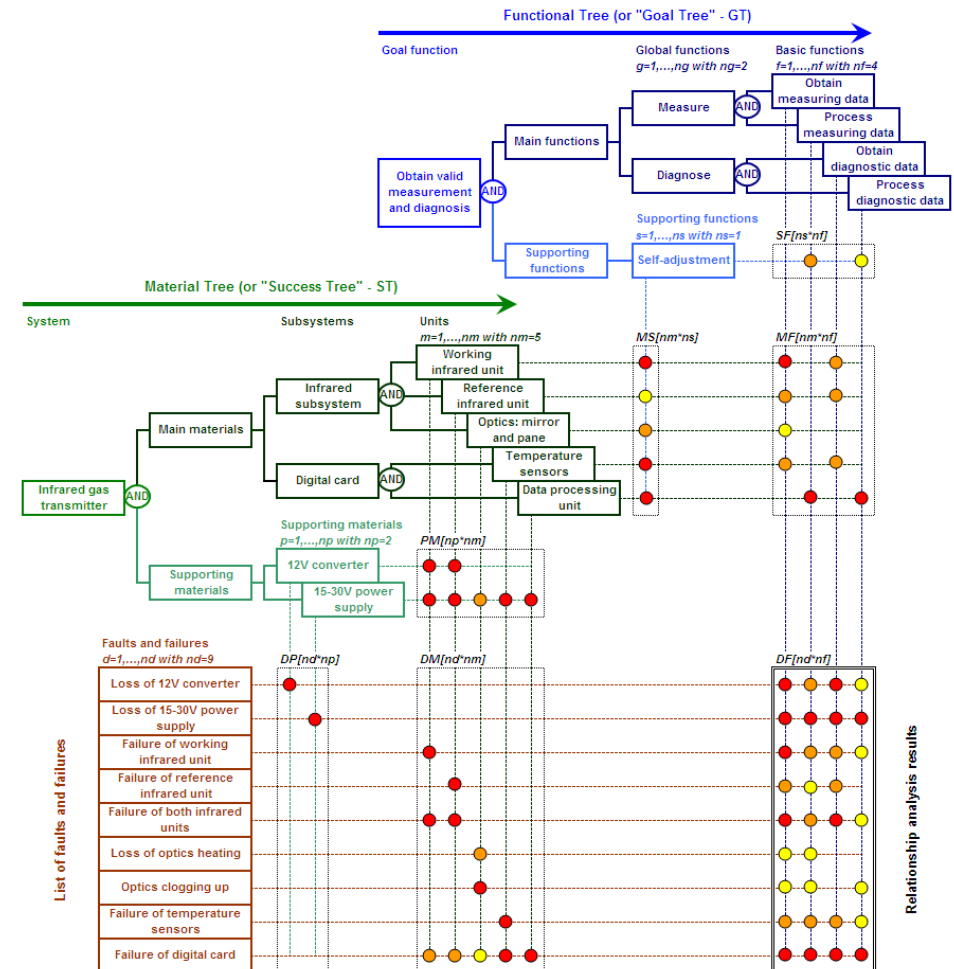 Functional Tree (or "Goal Tree" - GT)
Goal function
Global functions
g=1,...,ng with ng=2
Basic functions
f=1,...,nf with nf=4
Obtain
measuring data
Measure
AND
Process
measuring data
Main functions
Obtain
diagnostic data
Obtain valid
measurement
and diagnosis
AND
Diagnose
AND
Process
diagnostic data
Supporting functions
s=1,...,ns with ns=1
SF[ns*nf]
Supporting
functions
Self-adjustment
Material Tree (or "Success Tree" - ST)
System
Subsystems
Units
m=1,...,nm with nm=5
MS[nm*ns]
MF[nm*nf]
Working
infrared unit
Infrared
subsystem
AND
Reference
infrared unit
Main materials
Optics: mirror
and pane
Temperature
sensors
Digital card
AND
Infrared gas
transmitter
AND
Data processing
unit
Supporting materials
p=1,...,np with np=2
PM[np*nm]
12V converter
Supporting
materials
15-30V power
supply
Faults and failures
d=1,...,nd with nd=9
DP[nd*np]
DM[nd*nm]
DF[nd*nf]
List of faults and failures
Loss of 12V converter
Loss of 15-30V power
supply
Failure of working
infrared unit
Failure of reference
infrared unit
Failure of both infrared
units
Loss of optics heating
Optics clogging up
Failure of temperature
sensors
Failure of digital card
Relationship analysis results